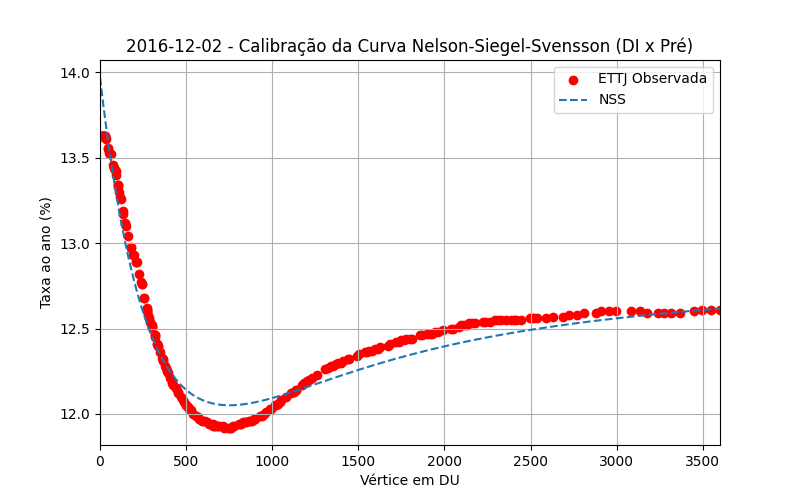 2016-12-02 - Calibração da Curva Nelson-Siegel-Svensson (DI x Pré)
ETTJ Observada
NSS
Taxa ao ano (%)
14.0
13.5
13.0
12.5
12.0
0 500 1000 1500 2000 2500 3000 3500
Vértice em DU